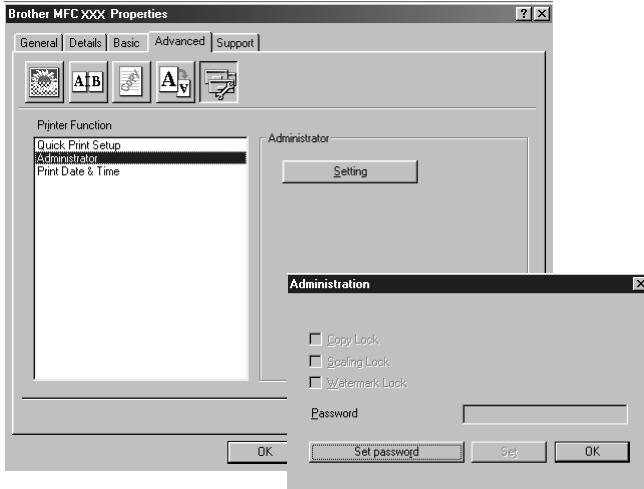 Brother MFC XXX Properties
General Details Basic Advanced Support
A B
A A
Printer Function
Quick Print Setup
Administrator
Print Date & Time
Administrator
Setting
Administration
Copy Lock
Scaling Lock
Watermark Lock
Password
Set password Set OK
OK